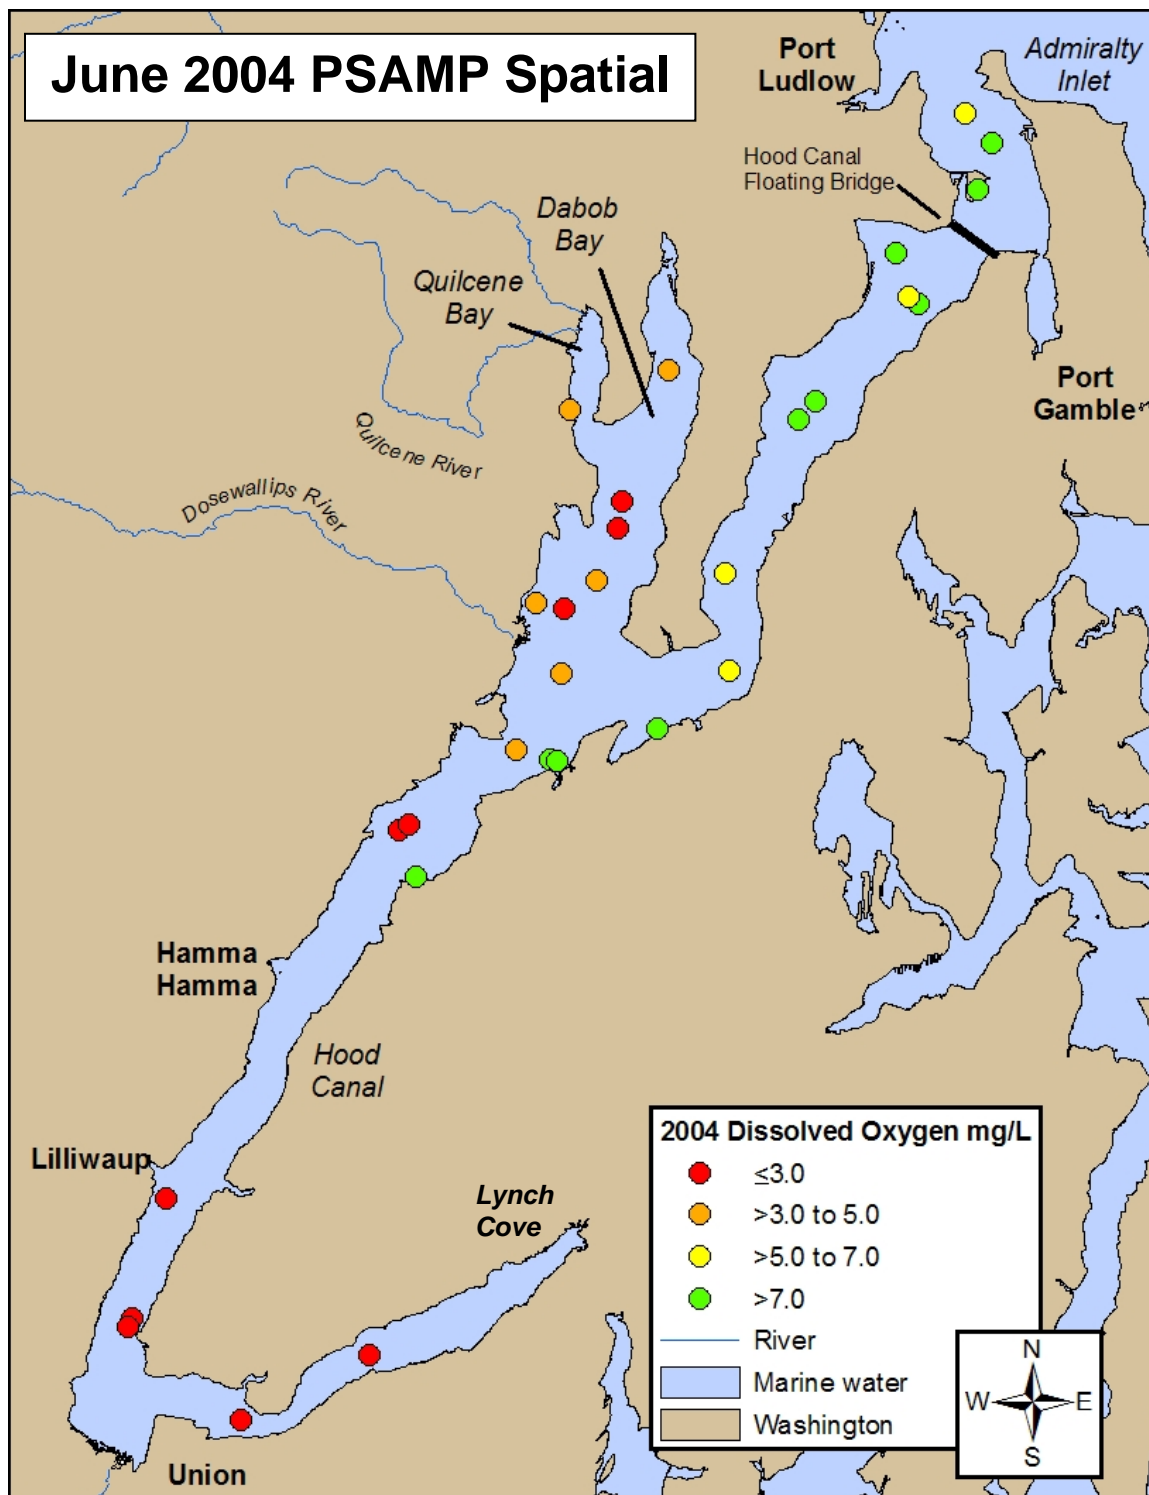 June 2004 PSAMP Spatial
Port
Ludlow
Admiralty
Inlet
Hood Canal
Floating Bridge
Dabob
Bay
Quilcene
Bay
Port
Gamble
Quilcene River
Dosewallips River
Hamma
Hamma
Hood
Canal
Lilliwaup
Lynch
Cove
Union
2004 Dissolved Oxygen mg/L
≤3.0
>3.0 to 5.0
>5.0 to 7.0
>7.0
River
Marine water
Washington
N
W E
S